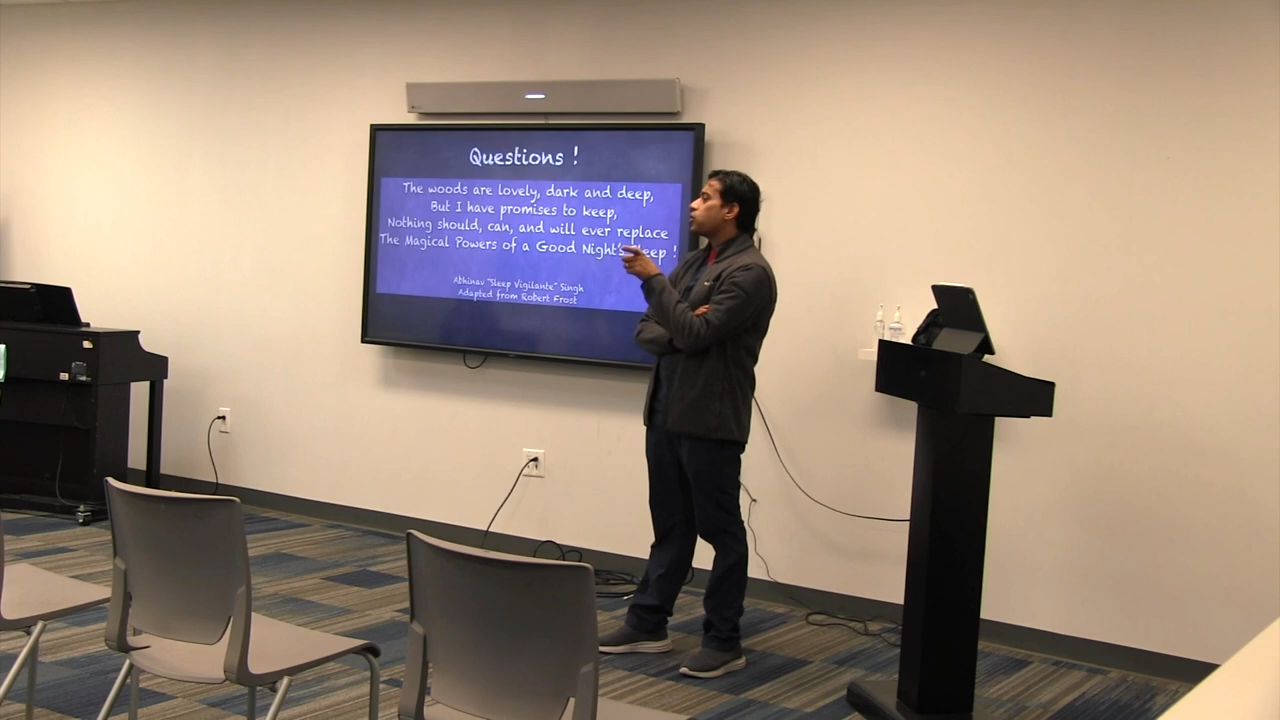 Questions !
The woods are lovely, dark and deep,
But I have promises to keep,
Nothing should, can, and will ever replace
The Magical Powers of a Good Night's Sleep !
Abhinav "Sleep Vigilante" Singh
Adapted from Robert Frost